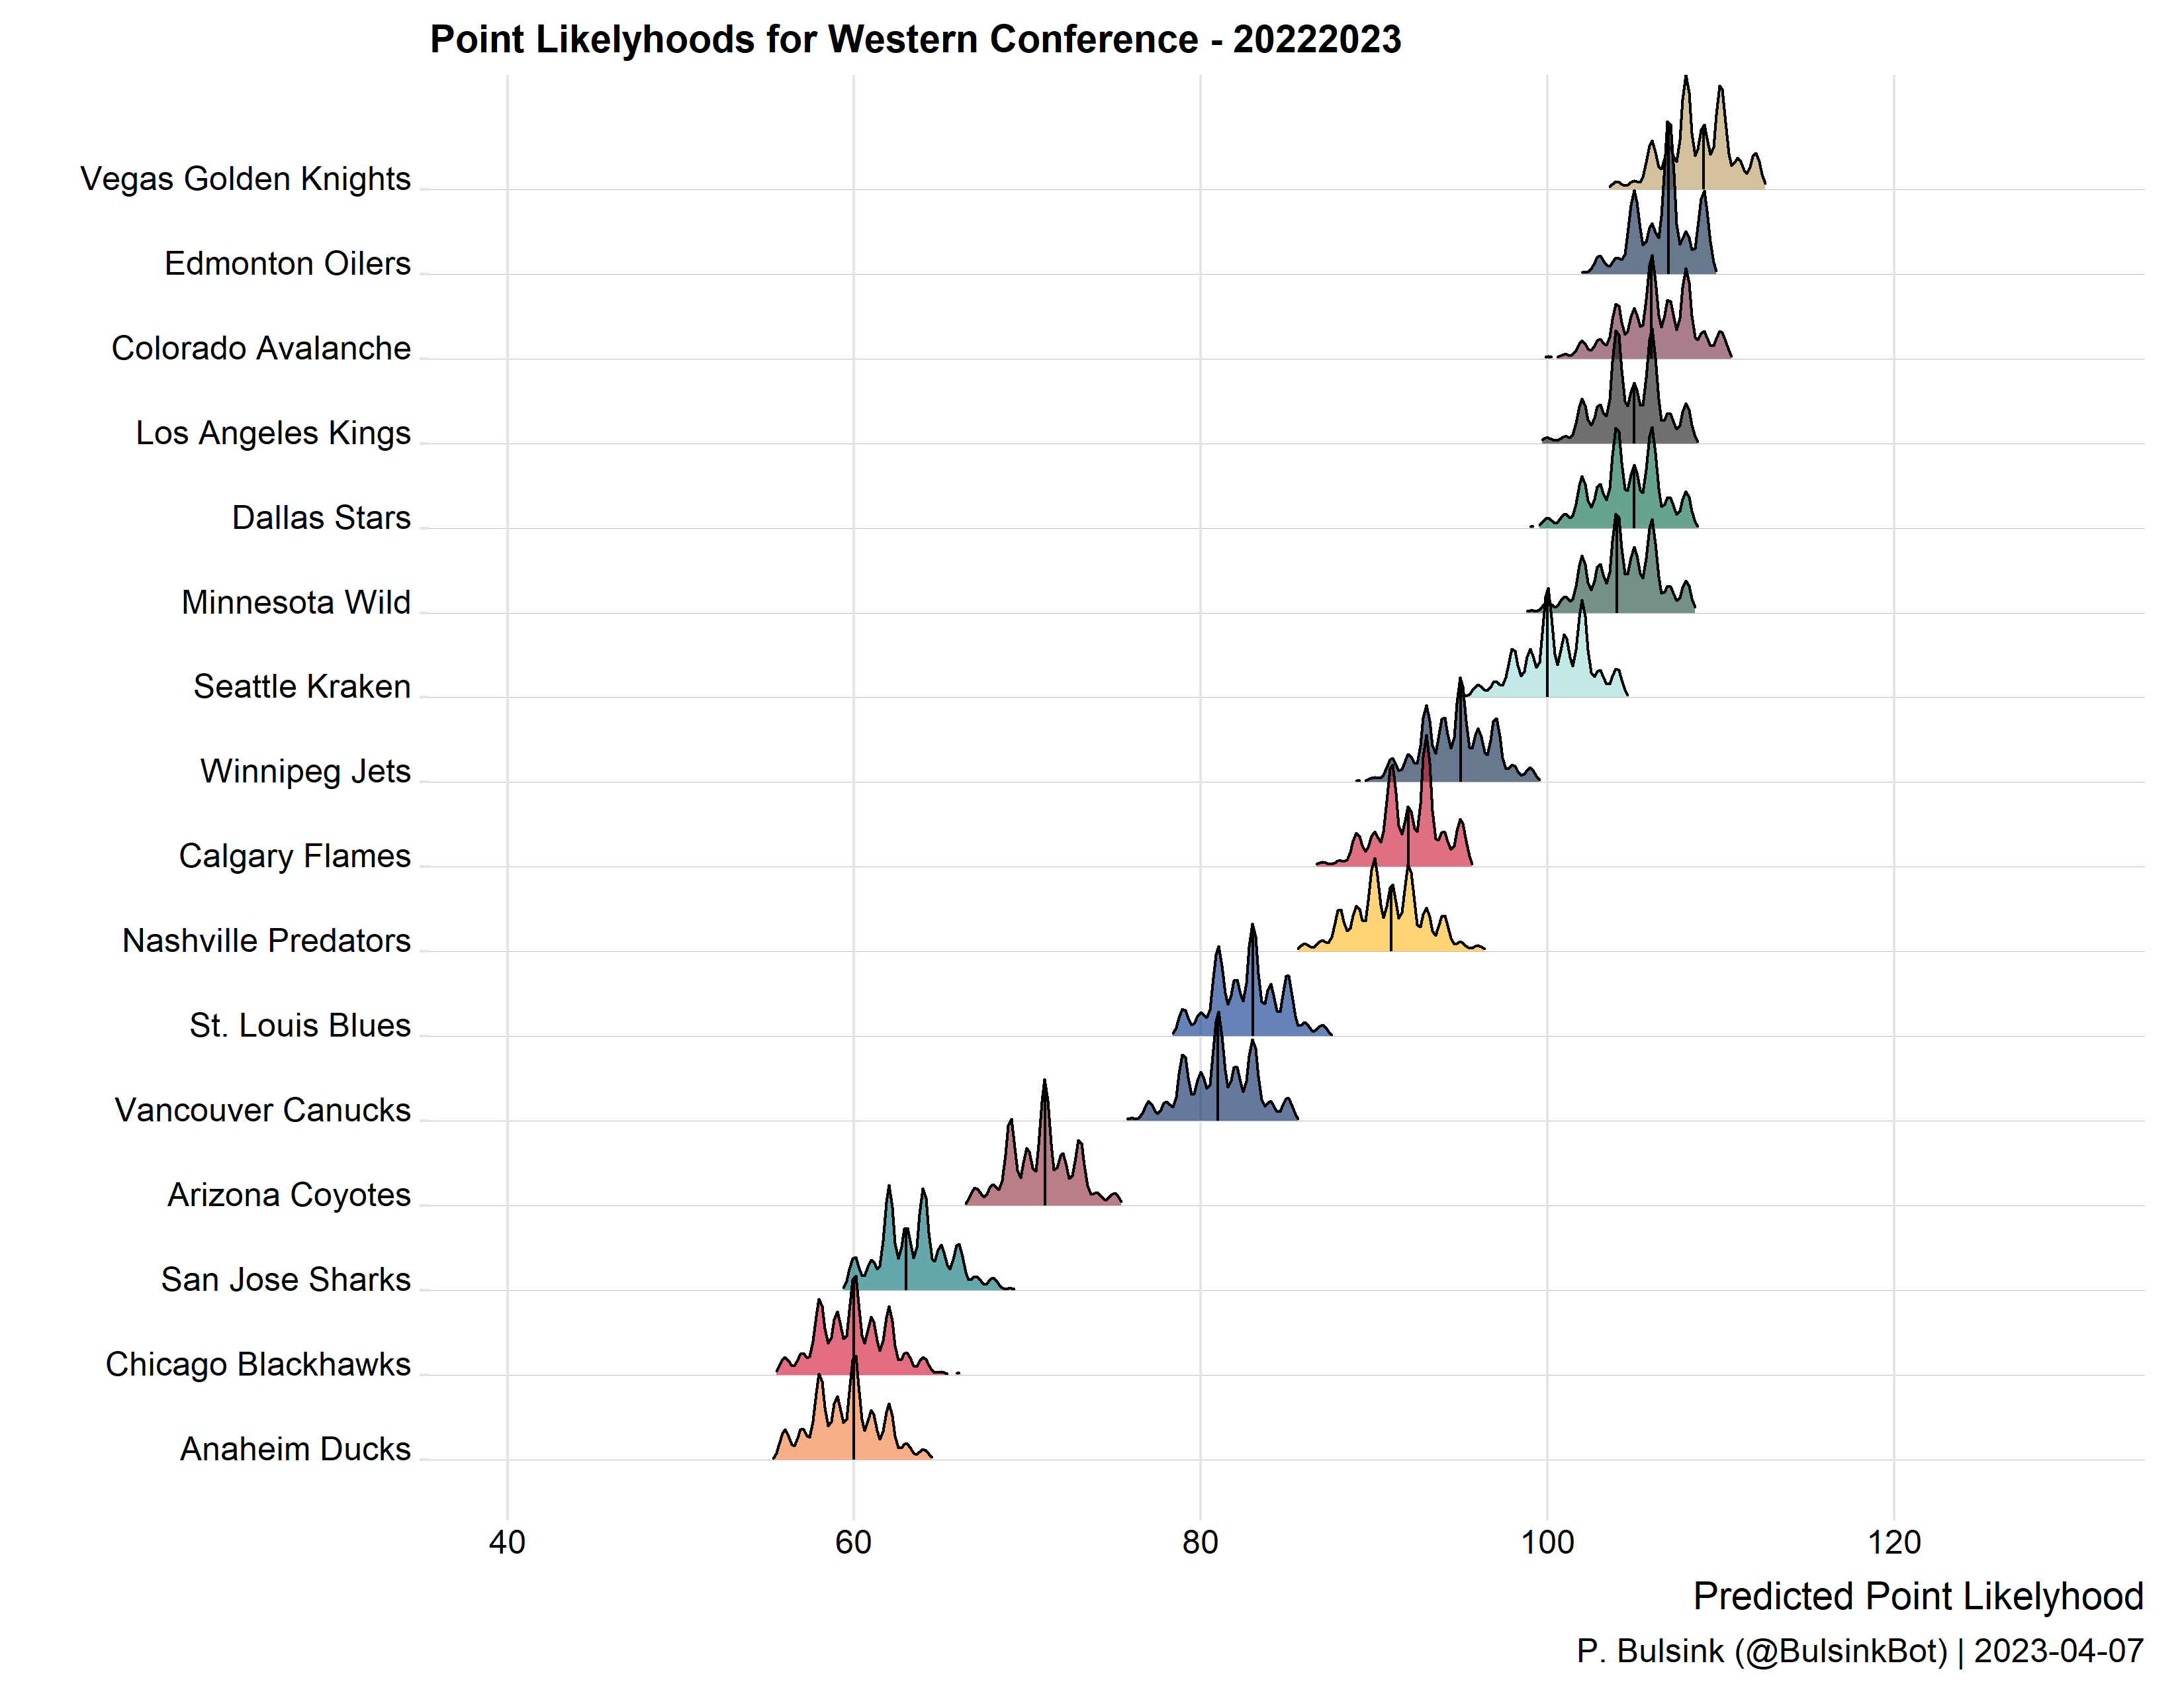 Point Likelyhoods for Western Conference - 20222023
Vegas Golden Knights
Edmonton Oilers
Colorado Avalanche
Los Angeles Kings
Dallas Stars
Minnesota Wild
Seattle Kraken
Winnipeg Jets
Calgary Flames
Nashville Predators
St. Louis Blues
Vancouver Canucks
Arizona Coyotes
San Jose Sharks
Chicago Blackhawks
Anaheim Ducks
40 60 80 100 120
Predicted Point Likelyhood
P. Bulsink (@BulsinkBot) | 2023-04-07